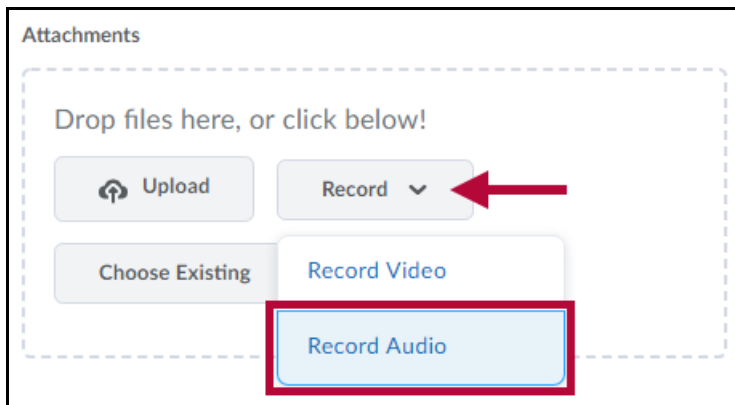 Attachments
Drop files here, or click below!
Upload
Record
Choose Existing
Record Video
Record Audio